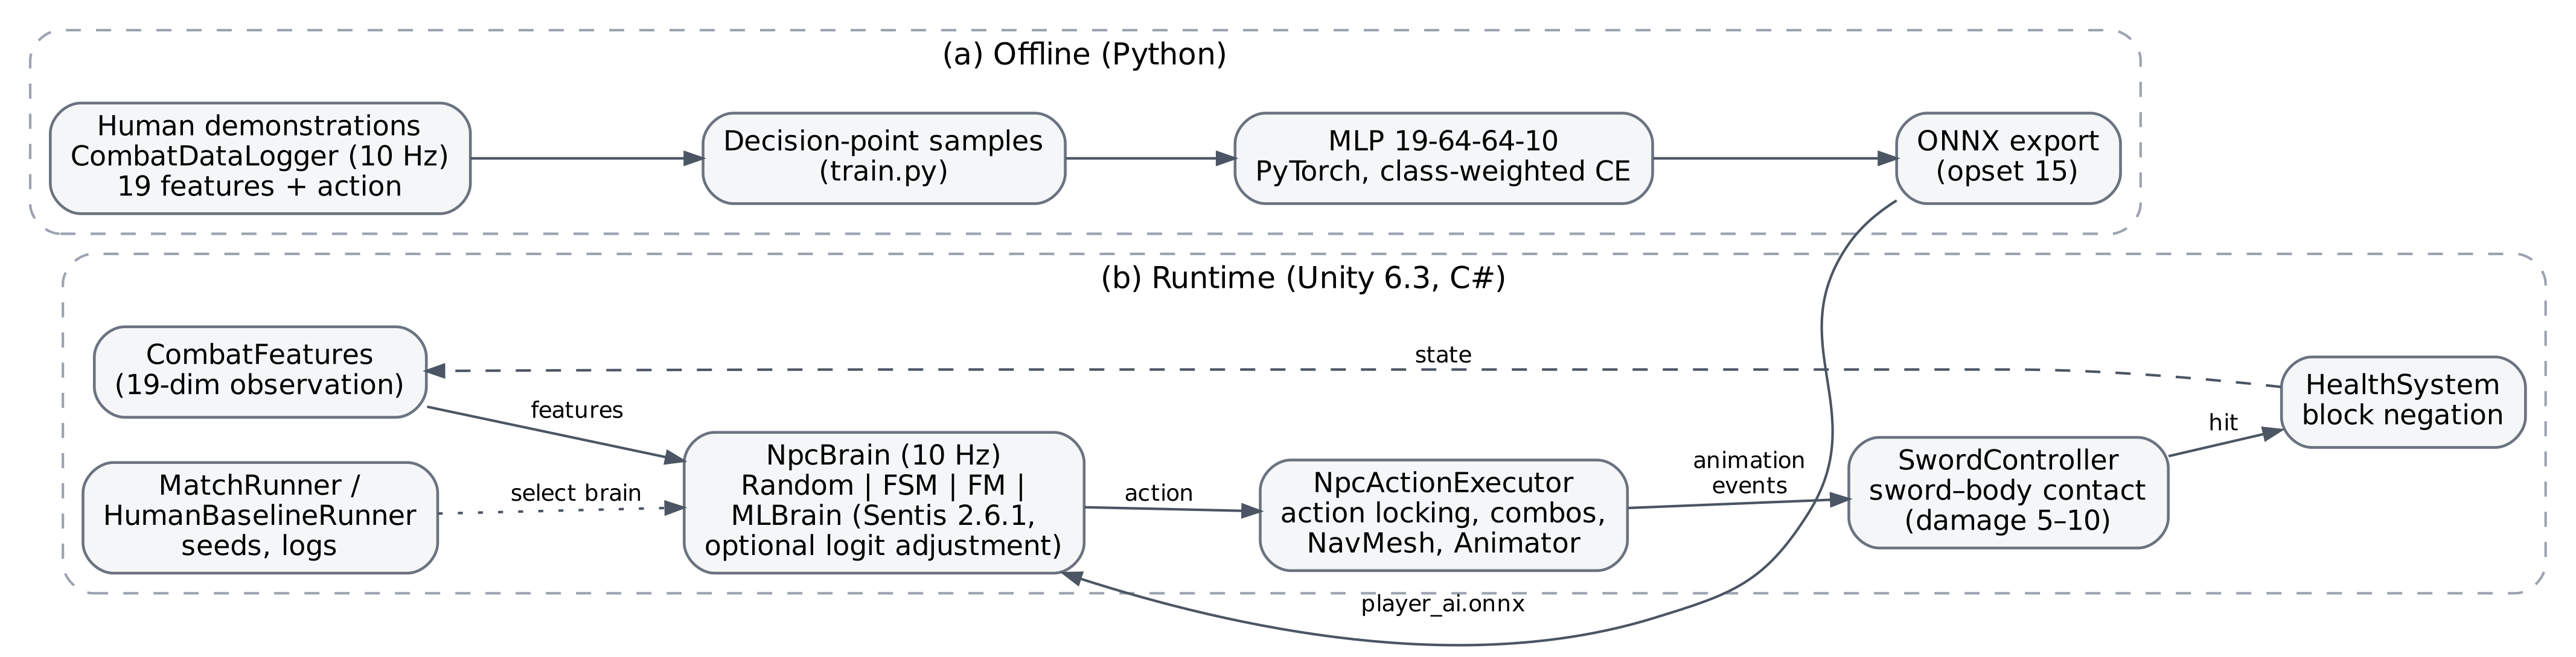 (a) Offline (Python)
Human demonstrations
CombatDataLogger (10 Hz)
19 features + action
Decision-point samples
(train.py)
MLP 19-64-64-10
PyTorch, class-weighted CE
ONNX export
(opset 15)
(b) Runtime (Unity 6.3, C#)
CombatFeatures
(19-dim observation)
state
HealthSystem
block negation
features
hit
MatchRunner /
HumanBaselineRunner
seeds, logs
select brain
NpcBrain (10 Hz)
Random | FSM | FM |
MLBrain (Sentis 2.6.1,
optional logit adjustment)
action
NpcActionExecutor
action locking, combos,
NavMesh, Animator
animation
events
SwordController
sword–body contact
(damage 5–10)
player_ai.onnx